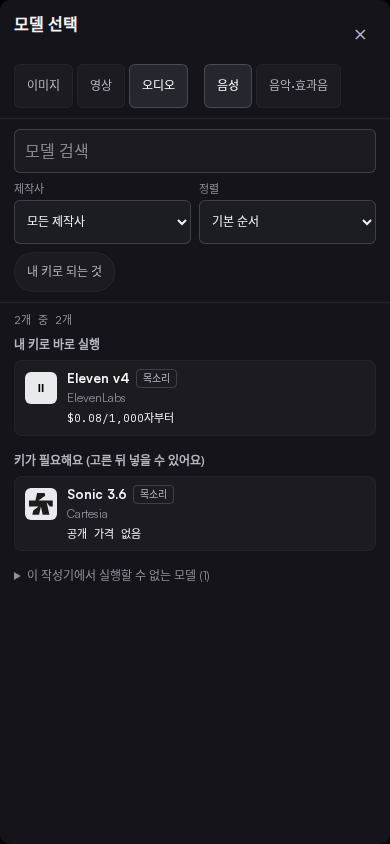 모델 선택
×
이미지 영상 오디오 음성 음악·효과음
모델 검색
제작사 정렬
모든 제작사 기본 순서
내 키로 되는 것
2개 중 2개
내 키로 바로 실행
Eleven v4 목소리
ElevenLabs
$0.08/1,000자부터
키가 필요해요 (고른 뒤 넣을 수 있어요)
Sonic 3.6 목소리
Cartesia
공개 가격 없음
▶ 이 작성기에서 실행할 수 없는 모델 (1)